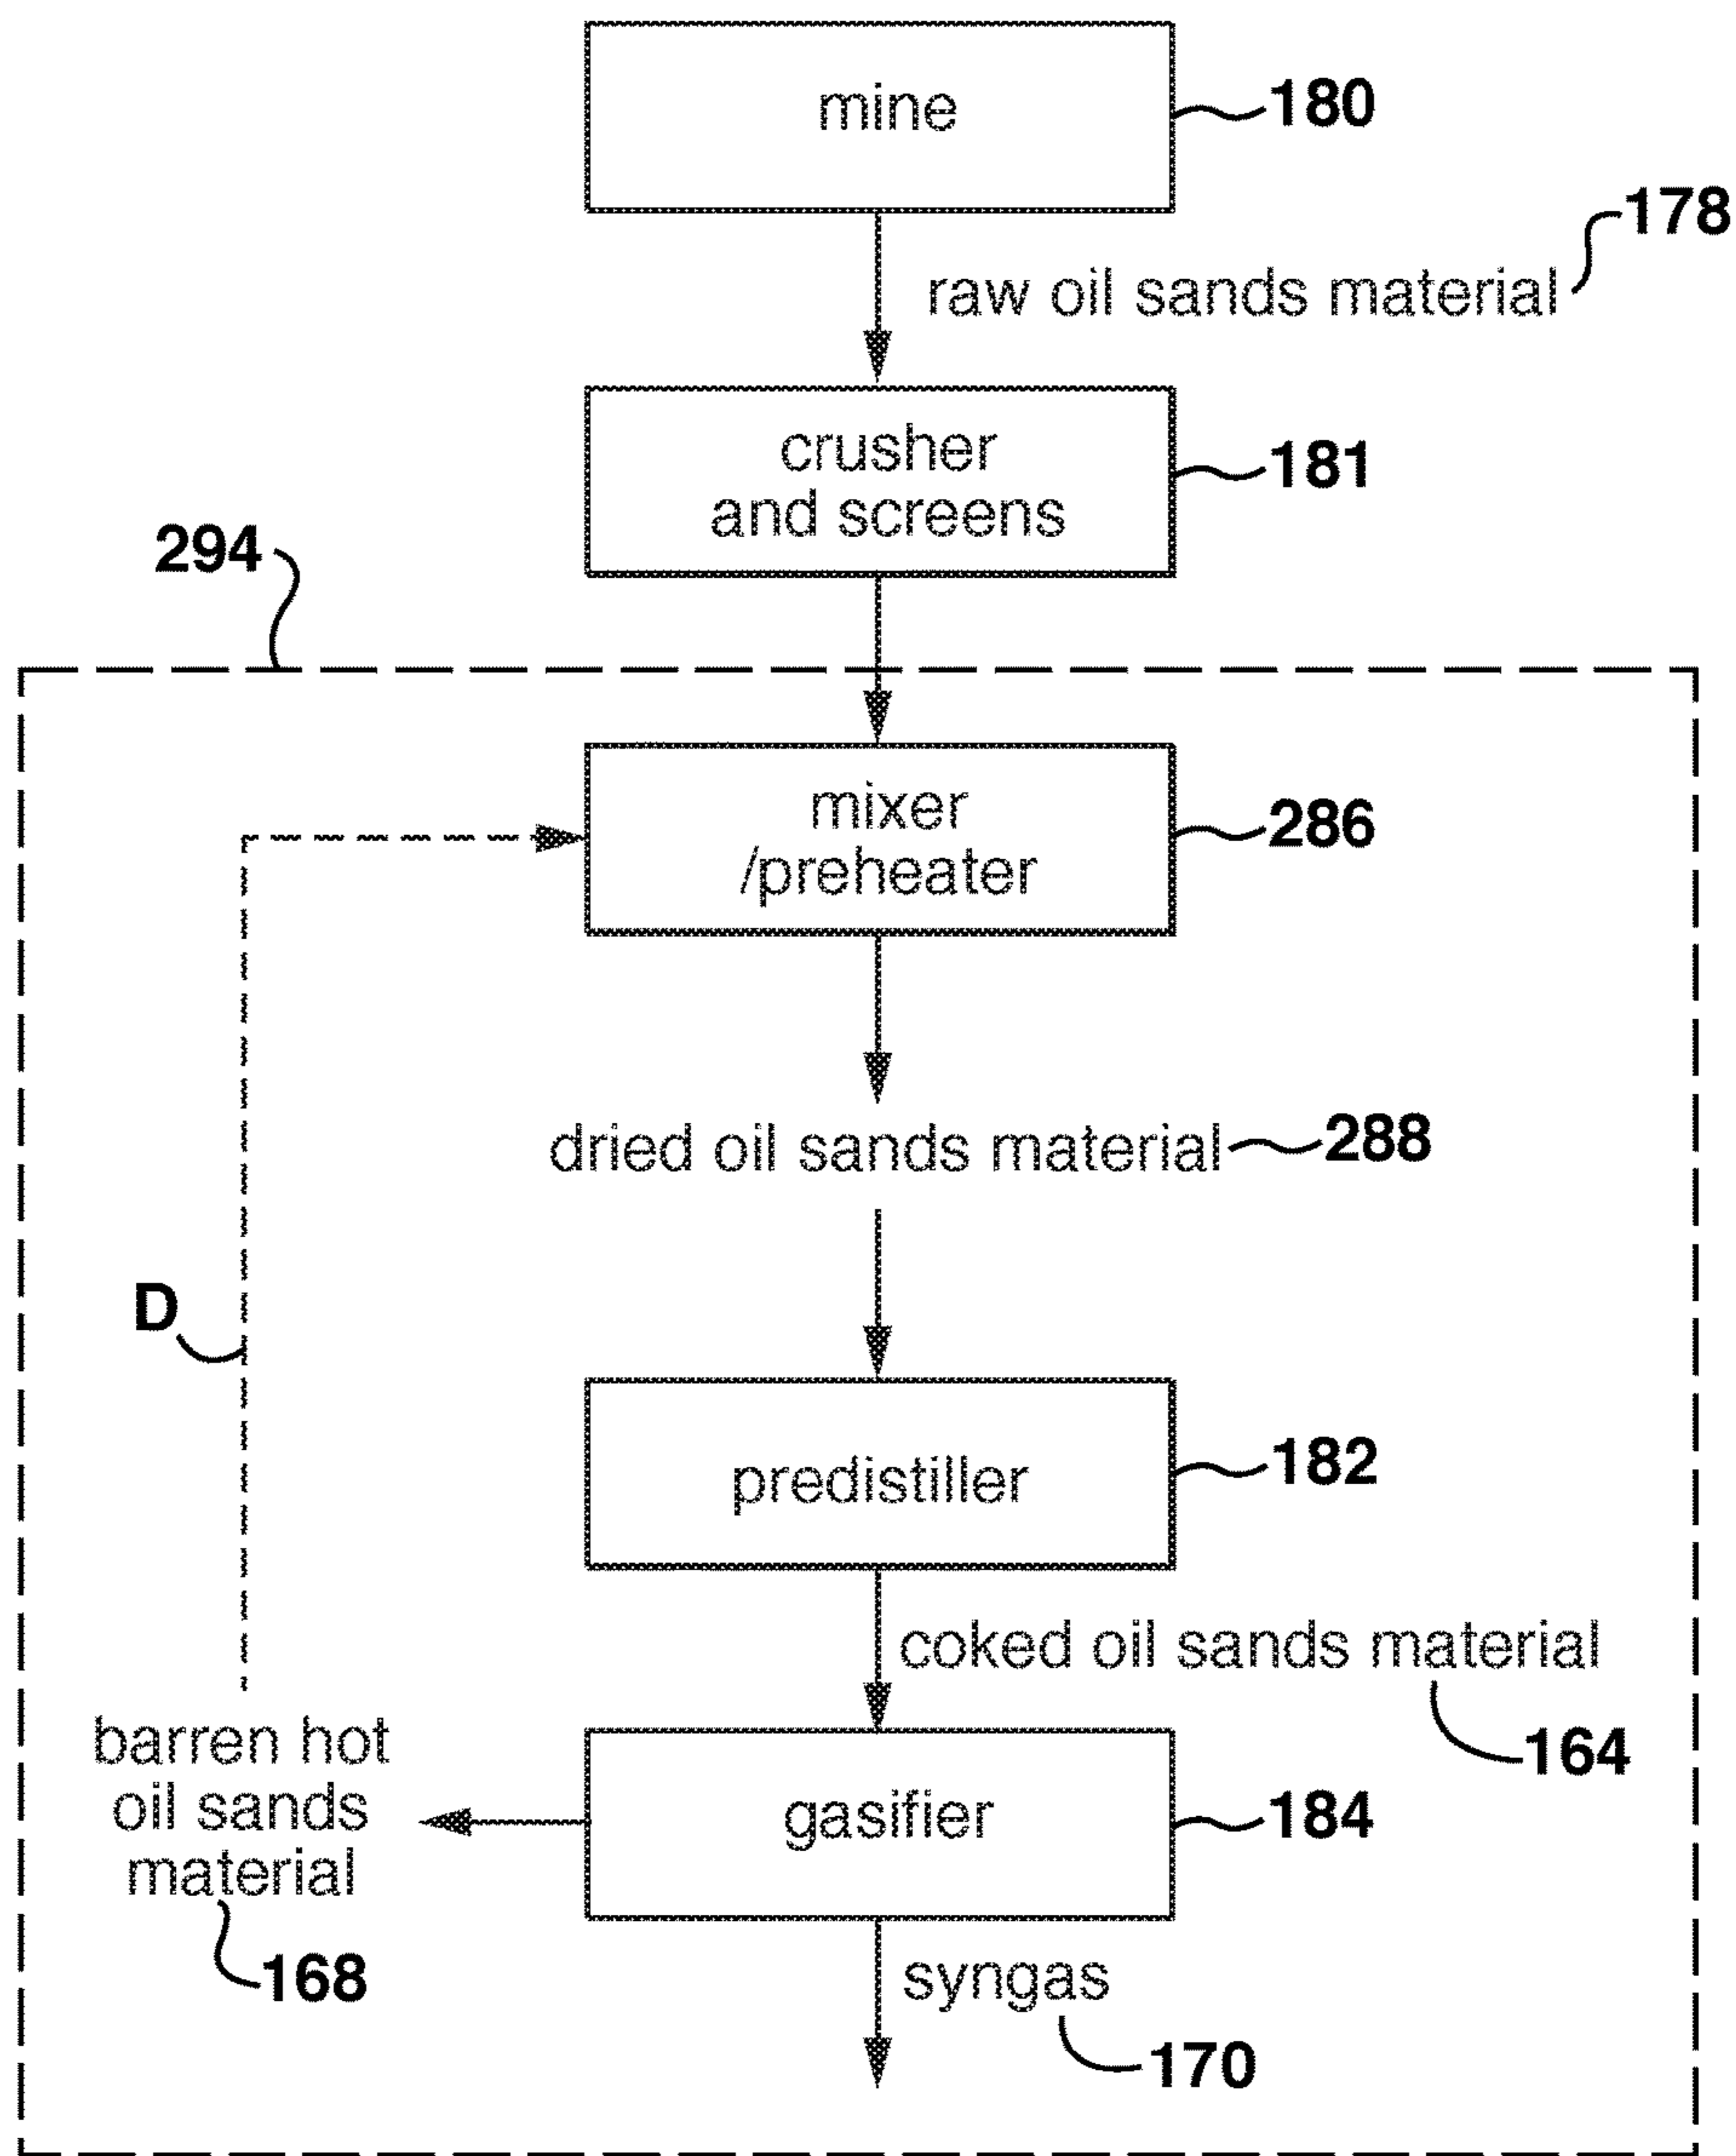 mine
180
178
raw oil sands material
crusher
and screens
181
294
mixer
/preheater
286
dried oil sands material
288
D
predistiller
182
coked oil sands material
164
barren hot
oil sands
material
168
gasifier
184
syngas
170